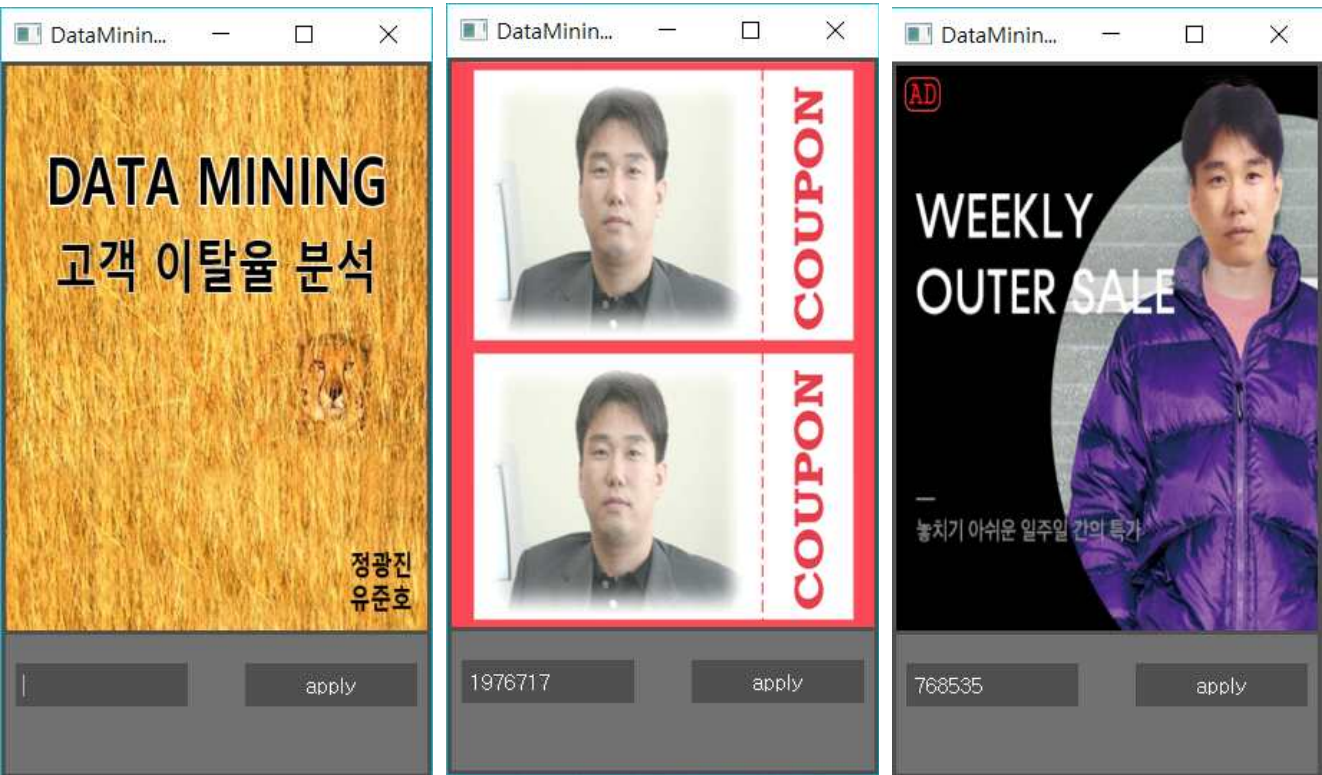 DataMinin...
DATA MINING
고객 이탈율 분석
정광진
유준호
apply
DataMinin...
COUPON
COUPON
1976717
apply
DataMinin...
AD
WEEKLY
OUTER SALE
놓치기 아쉬운 일주일 간의 특가
768535
apply